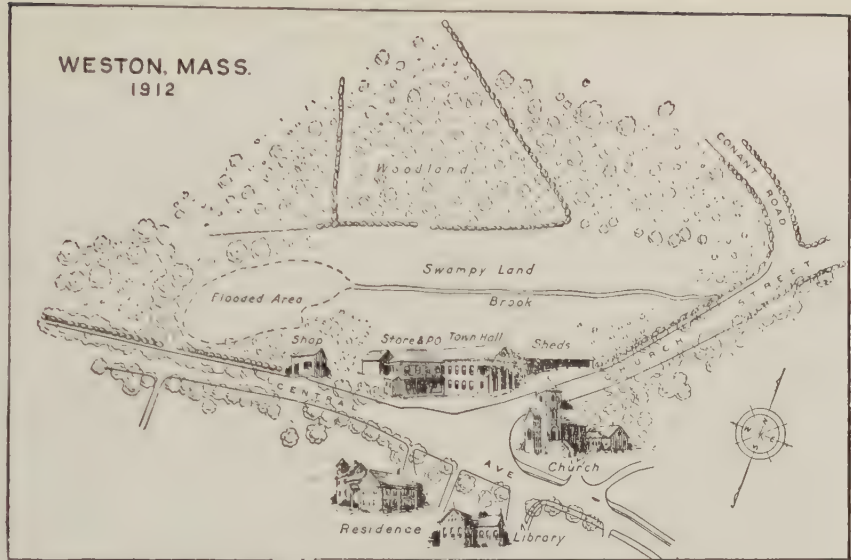 WESTON, MASS.
1912
Woodland
CONANT ROAD
Swampy Land
Flooded Area
Brook
CHURCH STREET
Shop
Store & P.O.
Town Hall
Sheds
CENTRAL
AVE
Church
Residence
Library
N
E
S
W